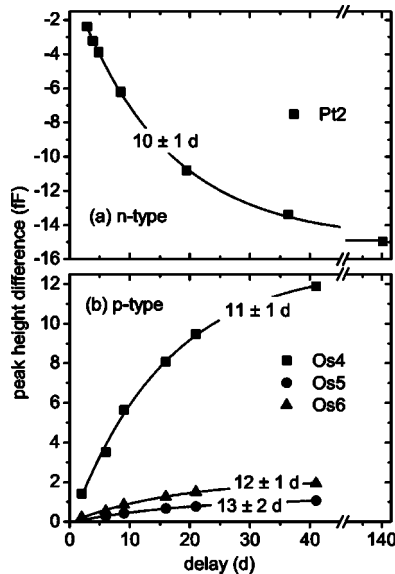 -2
-4
-6
-8
-10
-12
-14
-16
Pt2
10 ± 1 d
(a) n-type
peak height difference (fF)
12
10
8
6
4
2
0
(b) p-type
11 ± 1 d
Os4
Os5
Os6
12 ± 1 d
13 ± 2 d
0 10 20 30 40 140
delay (d)